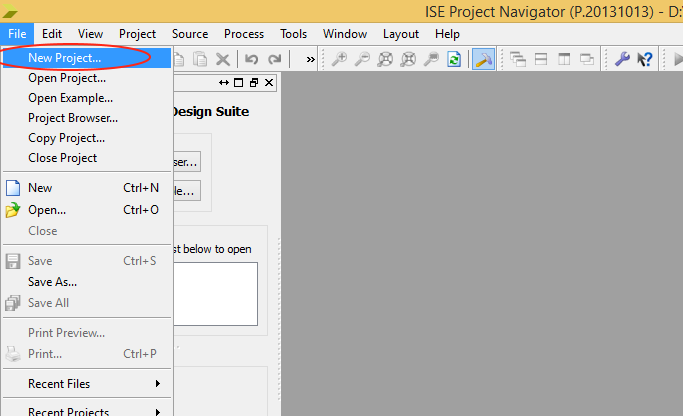 ISE Project Navigator (P.20131013) - D:
File Edit View Project Source Process Tools Window Layout Help
New Project...
Open Project...
Open Example...
Project Browser...
Copy Project...
Close Project
New Ctrl+N
Open... Ctrl+O
Close
Save Ctrl+S
Save As...
Save All
Print Preview...
Print... Ctrl+P
Recent Files
Recent Projects
»
Design Suite
ser...
le...
st below to open